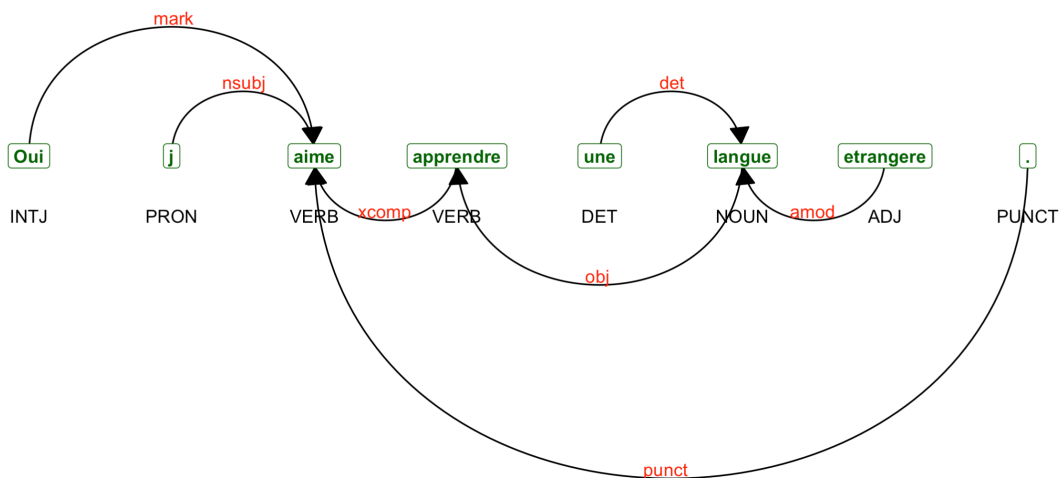 mark
nsubj det
Oui j aime apprendre une langue etrangere .
xcomp amod
INTJ PRON VERB VERB DET NOUN ADJ PUNCT
obj
punct